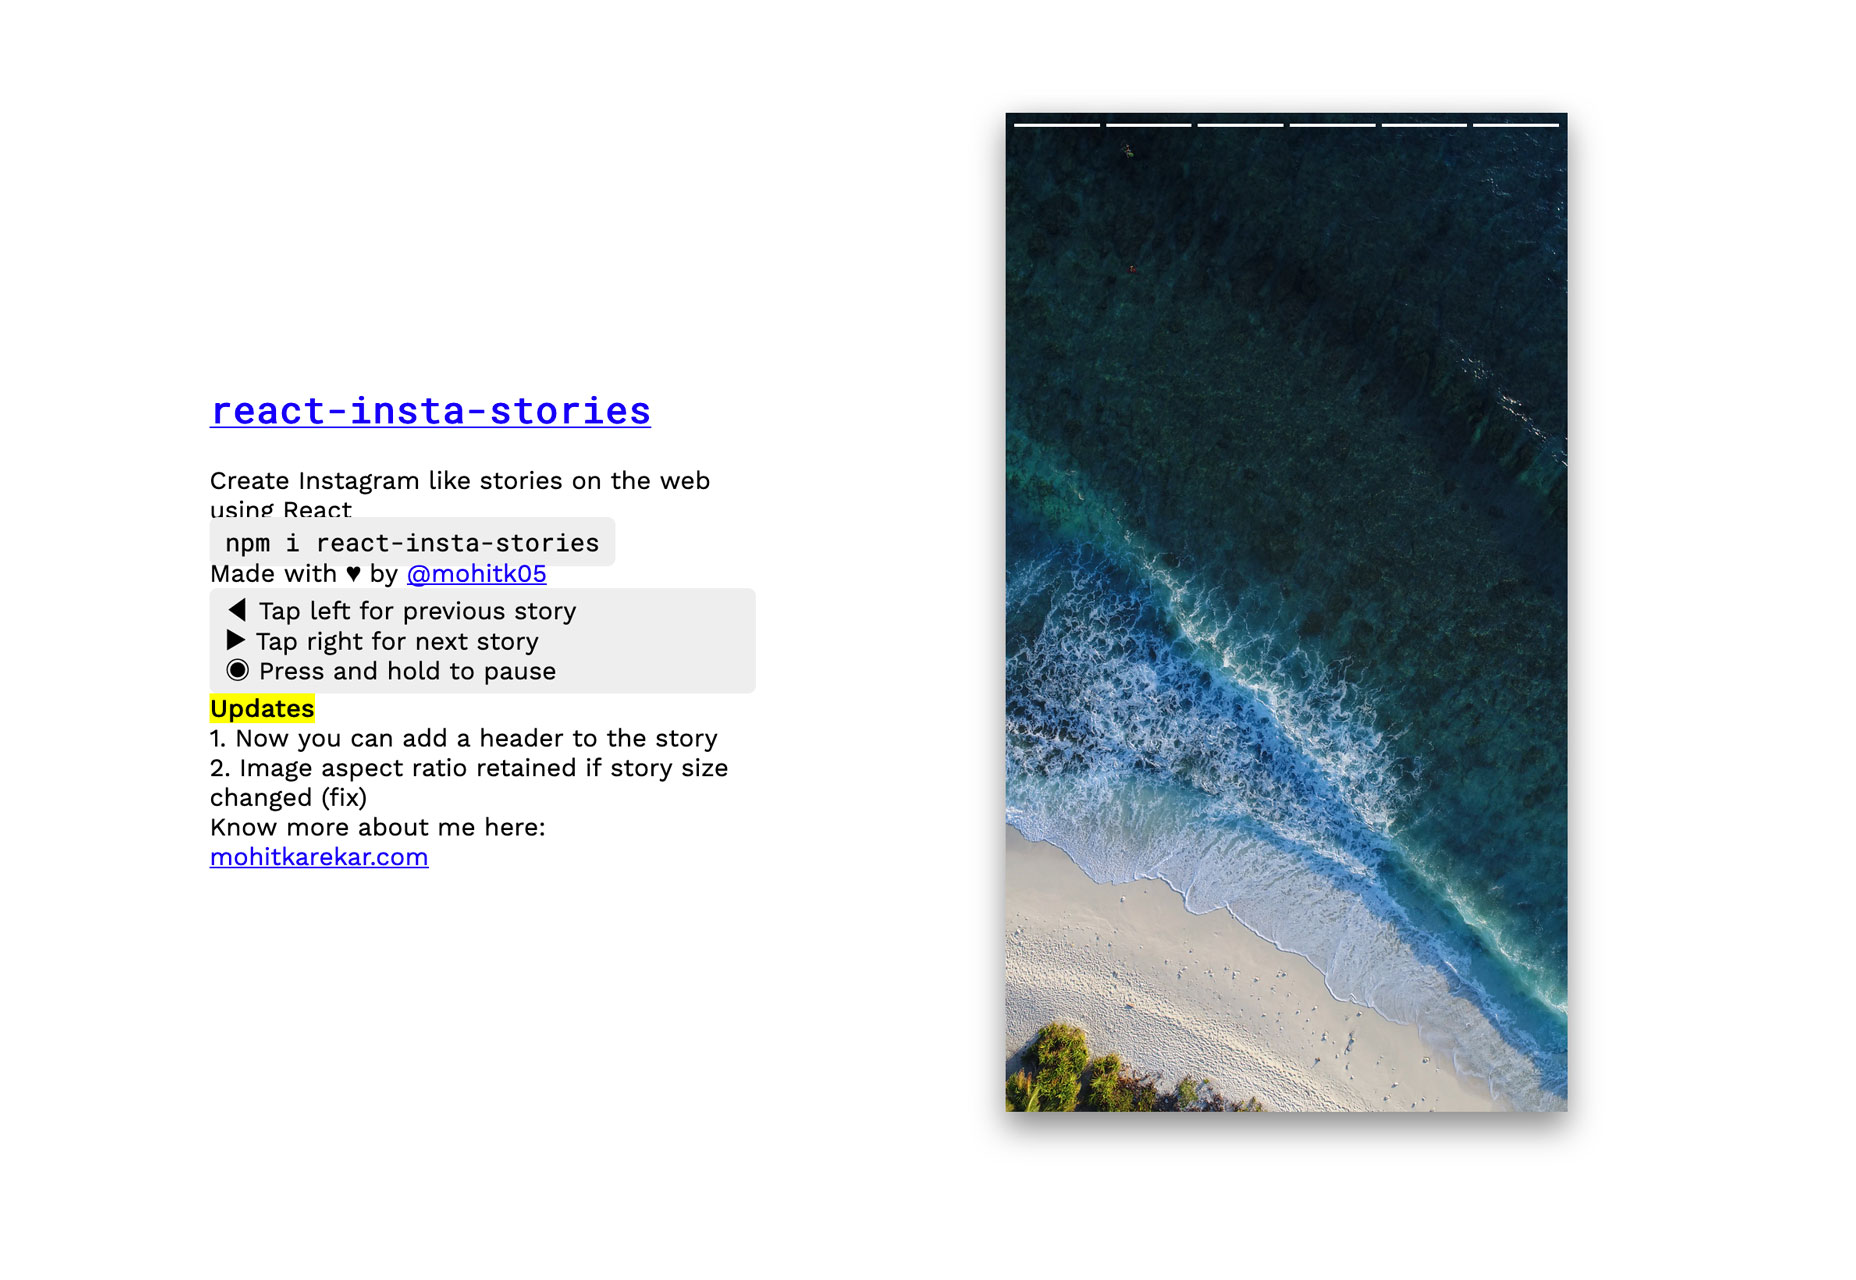 react-insta-stories
Create Instagram like stories on the web
using React
npm i react-insta-stories
Made with ♥ by @mohitk05
◀ Tap left for previous story
▶ Tap right for next story
◉ Press and hold to pause
Updates
1. Now you can add a header to the story
2. Image aspect ratio retained if story size
changed (fix)
Know more about me here:
mohitkarekar.com